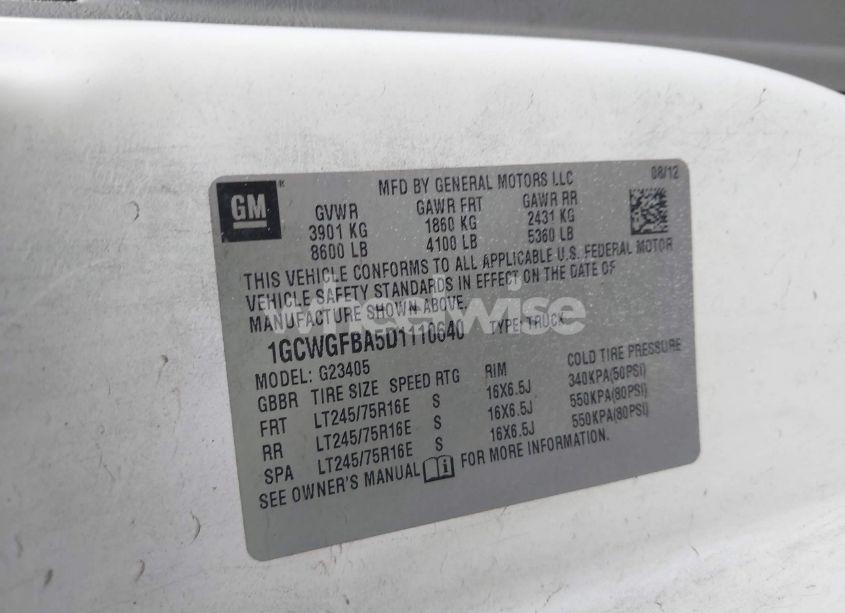 GM
MFD BY GENERAL MOTORS LLC 08/12
GVWR GAWR FRT GAWR RR
3901 KG 1860 KG 2431 KG
8600 LB 4100 LB 5360 LB
THIS VEHICLE CONFORMS TO ALL APPLICABLE U.S. FEDERAL MOTOR
VEHICLE SAFETY STANDARDS IN EFFECT ON THE DATE OF
MANUFACTURE SHOWN ABOVE.
wheelwise
1GCWGFBA5D1110640 TYPE: TRUCK
MODEL: G23405
GBBR TIRE SIZE SPEED RTG RIM COLD TIRE PRESSURE
FRT LT245/75R16E S 16X6.5J 340KPA(50PSI)
RR LT245/75R16E S 16X6.5J 550KPA(80PSI)
SPA LT245/75R16E S 16X6.5J 550KPA(80PSI)
SEE OWNER'S MANUAL FOR MORE INFORMATION.